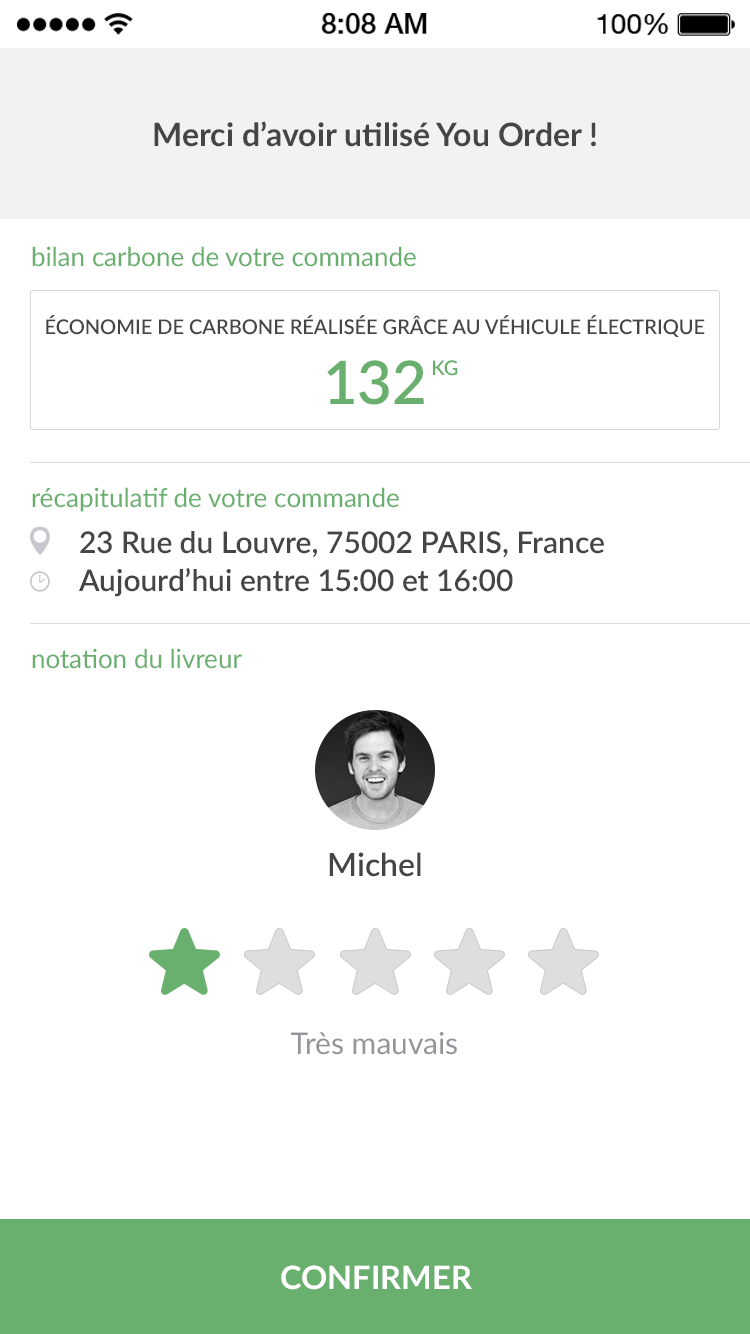 8:08 AM 100%
Merci d’avoir utilisé You Order !
bilan carbone de votre commande
ÉCONOMIE DE CARBONE RÉALISÉE GRÂCE AU VÉHICULE ÉLECTRIQUE
132 KG
récapitulatif de votre commande
23 Rue du Louvre, 75002 PARIS, France
Aujourd’hui entre 15:00 et 16:00
notation du livreur
Michel
Très mauvais
CONFIRMER